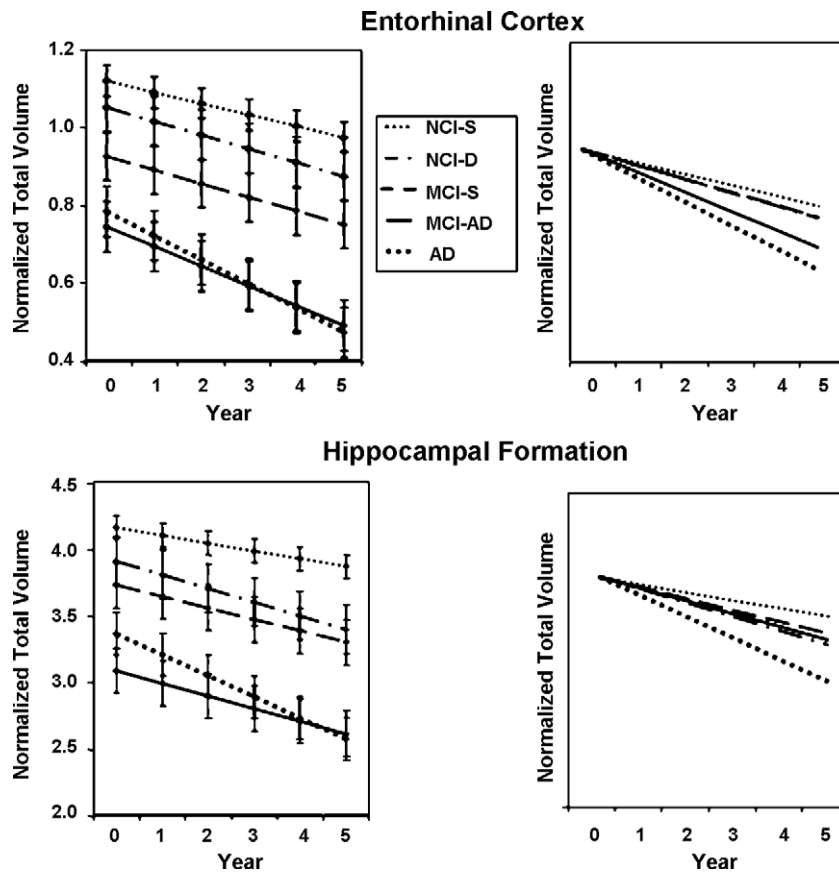 Entorhinal Cortex
Normalized Total Volume
1.2
1.0
0.8
0.6
0.4
0 1 2 3 4 5
Year
NCI-S
NCI-D
MCI-S
MCI-AD
AD
Normalized Total Volume
0 1 2 3 4 5
Year
Hippocampal Formation
Normalized Total Volume
4.5
4.0
3.5
3.0
2.5
2.0
0 1 2 3 4 5
Year
Normalized Total Volume
0 1 2 3 4 5
Year